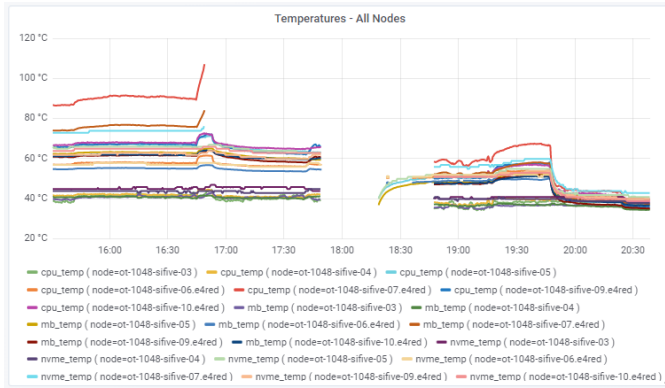 Temperatures - All Nodes
120 °C
100 °C
80 °C
60 °C
40 °C
20 °C
16:00 16:30 17:00 17:30 18:00 18:30 19:00 19:30 20:00 20:30
cpu_temp ( node=ot-1048-sifive-03 ) cpu_temp ( node=ot-1048-sifive-04 ) cpu_temp ( node=ot-1048-sifive-05 )
cpu_temp ( node=ot-1048-sifive-06.e4red ) cpu_temp ( node=ot-1048-sifive-07.e4red ) cpu_temp ( node=ot-1048-sifive-09.e4red )
cpu_temp ( node=ot-1048-sifive-10.e4red ) mb_temp ( node=ot-1048-sifive-03 ) mb_temp ( node=ot-1048-sifive-04 )
mb_temp ( node=ot-1048-sifive-05 ) mb_temp ( node=ot-1048-sifive-06.e4red ) mb_temp ( node=ot-1048-sifive-07.e4red )
mb_temp ( node=ot-1048-sifive-09.e4red ) mb_temp ( node=ot-1048-sifive-10.e4red ) nvme_temp ( node=ot-1048-sifive-03 )
nvme_temp ( node=ot-1048-sifive-04 ) nvme_temp ( node=ot-1048-sifive-05 ) nvme_temp ( node=ot-1048-sifive-06.e4red )
nvme_temp ( node=ot-1048-sifive-07.e4red ) nvme_temp ( node=ot-1048-sifive-09.e4red ) nvme_temp ( node=ot-1048-sifive-10.e4red )